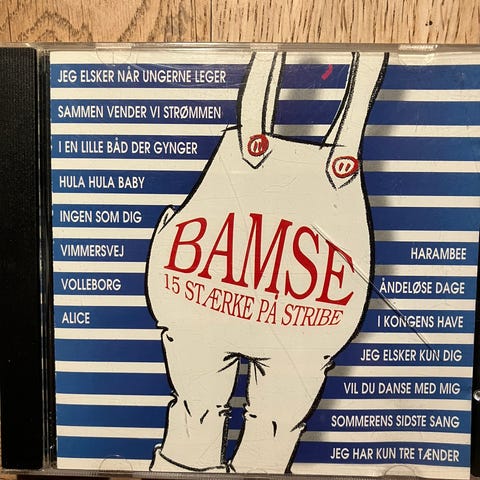 JEG ELSKER NÅR UNGERNE LEGER
SAMMEN VENDER VI STRØMMEN
I EN LILLE BÅD DER GYNGER
HULA HULA BABY
INGEN SOM DIG
VIMMERSVEJ
VOLLEBORG
ALICE
BAMSE
15 STÆRKE PÅ STRIBE
HARAMBEE
ÅNDELØSE DAGE
I KONGENS HAVE
JEG ELSKER KUN DIG
VIL DU DANSE MED MIG
SOMMERENS SIDSTE SANG
JEG HAR KUN TRE TÆNDER